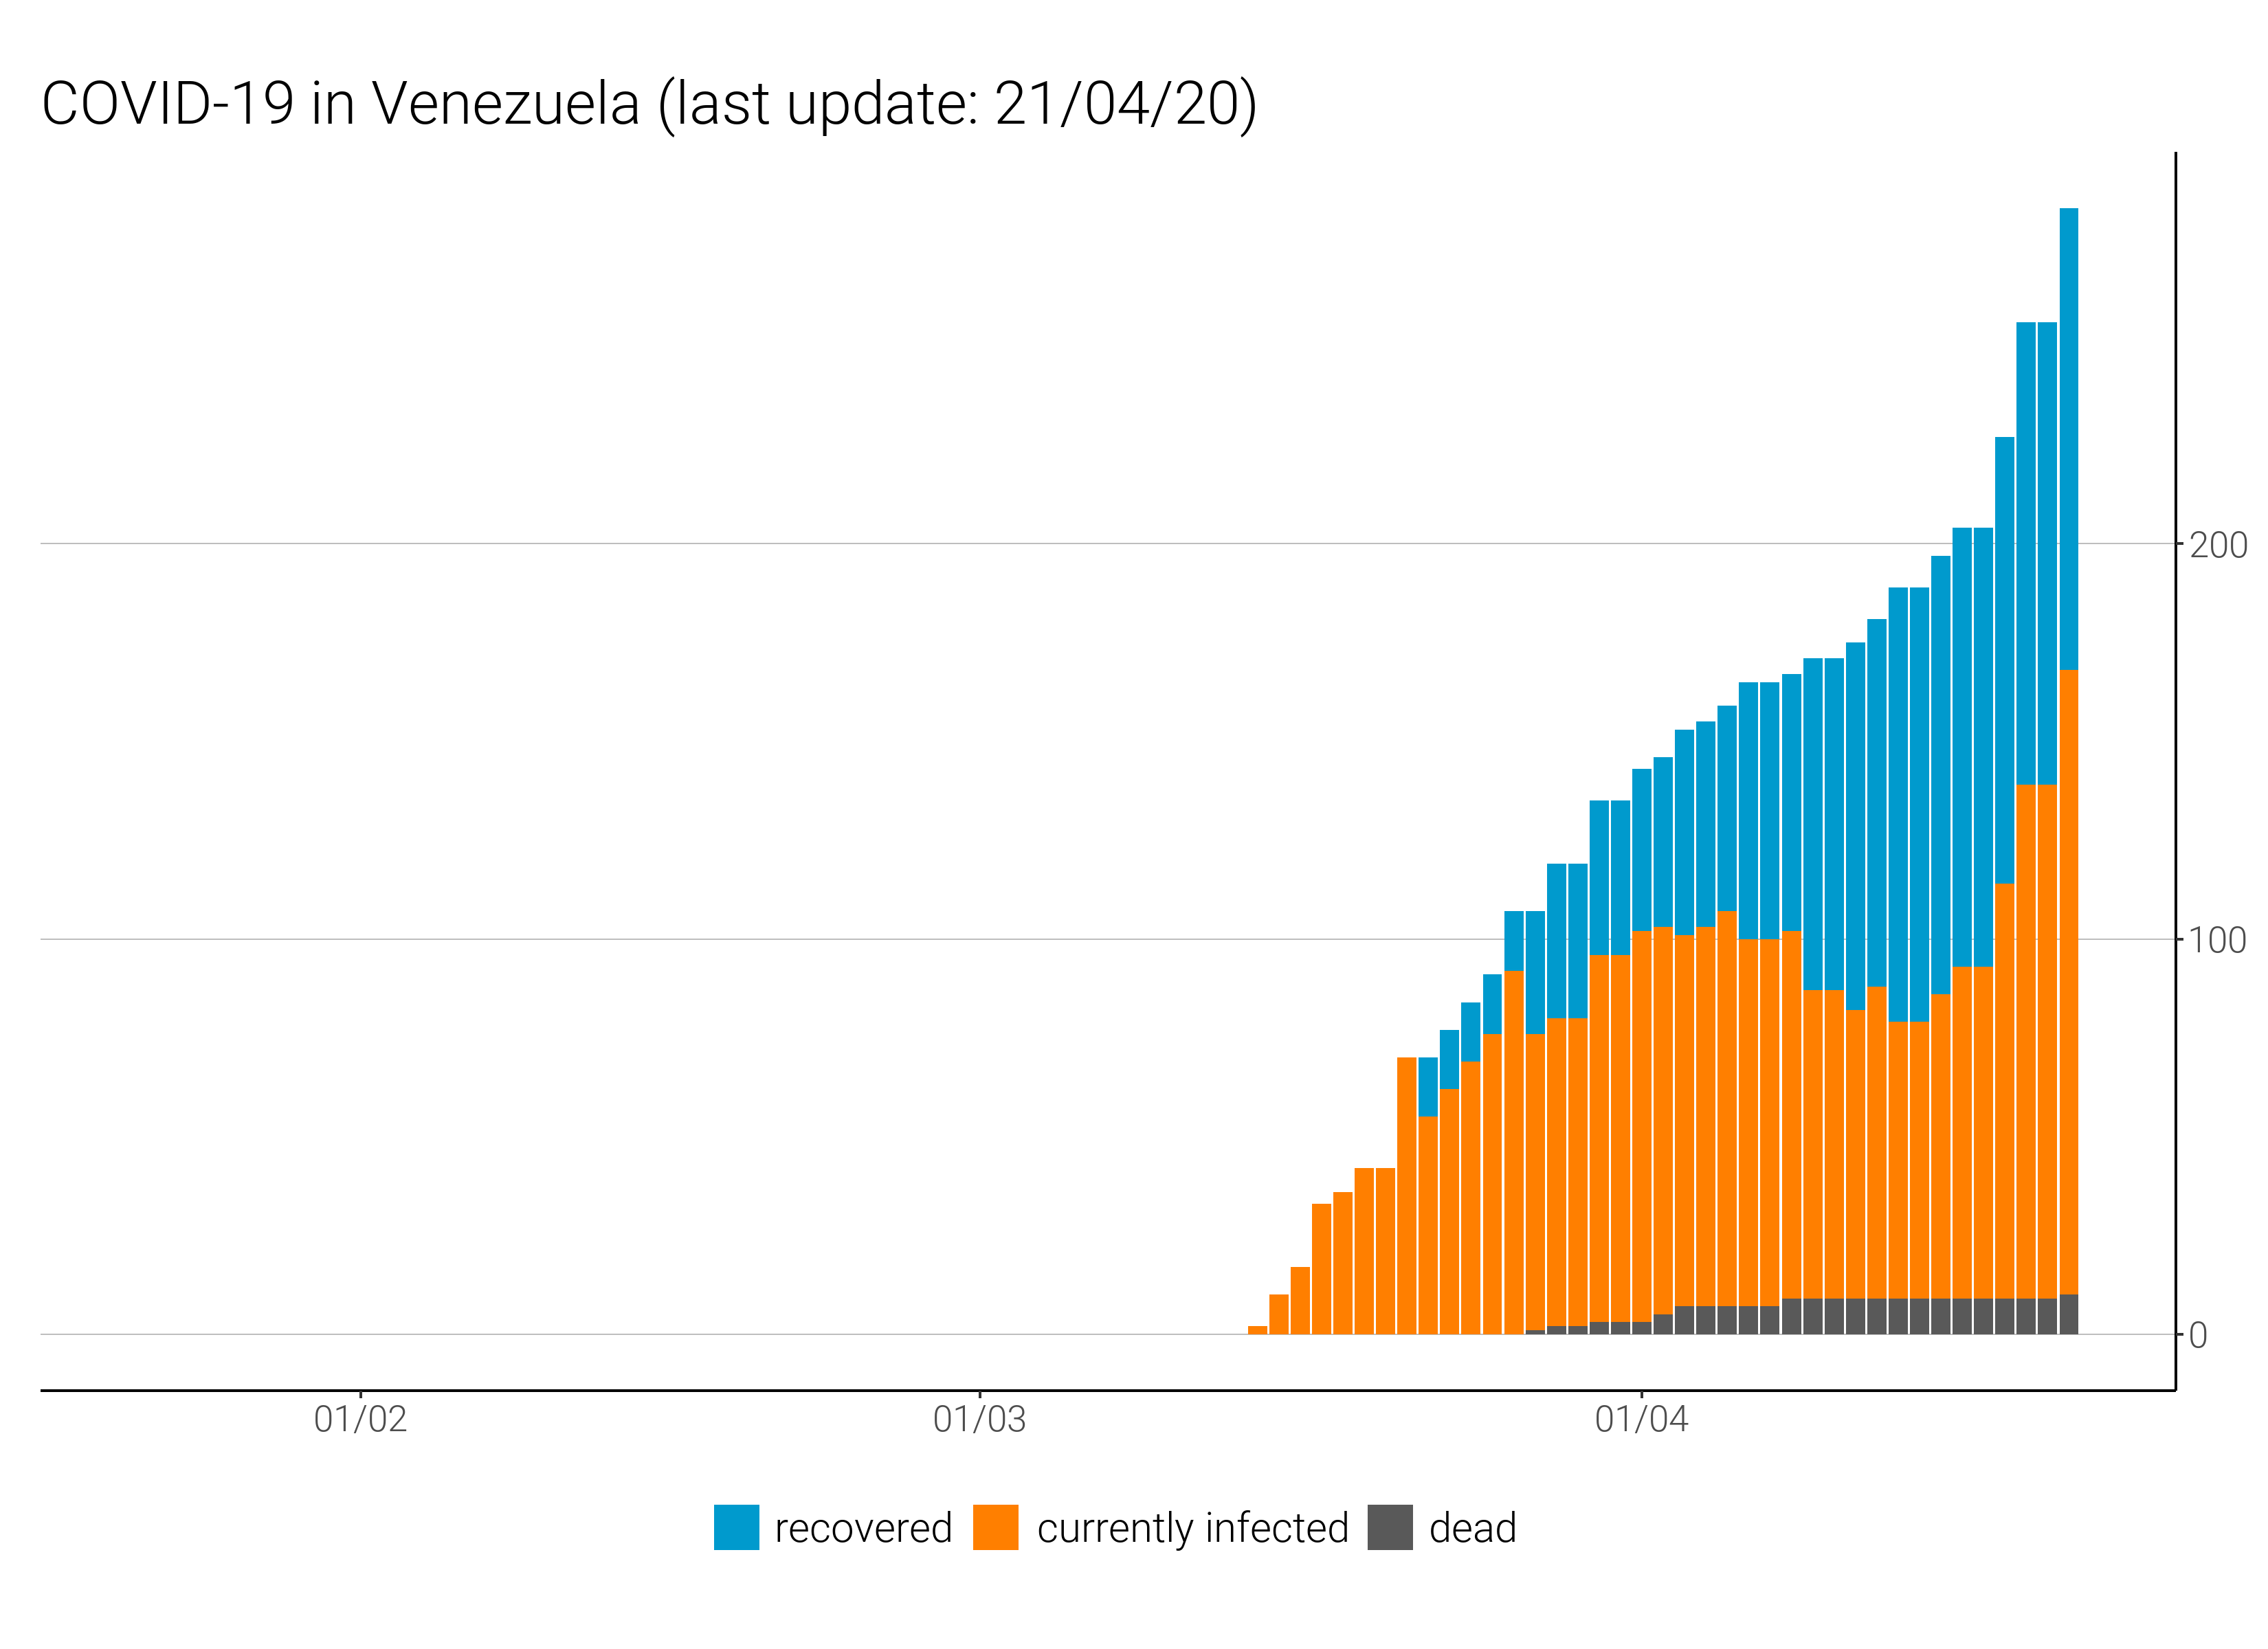 COVID-19 in Venezuela (last update: 21/04/20)
200
100
0
01/02 01/03 01/04
recovered currently infected dead